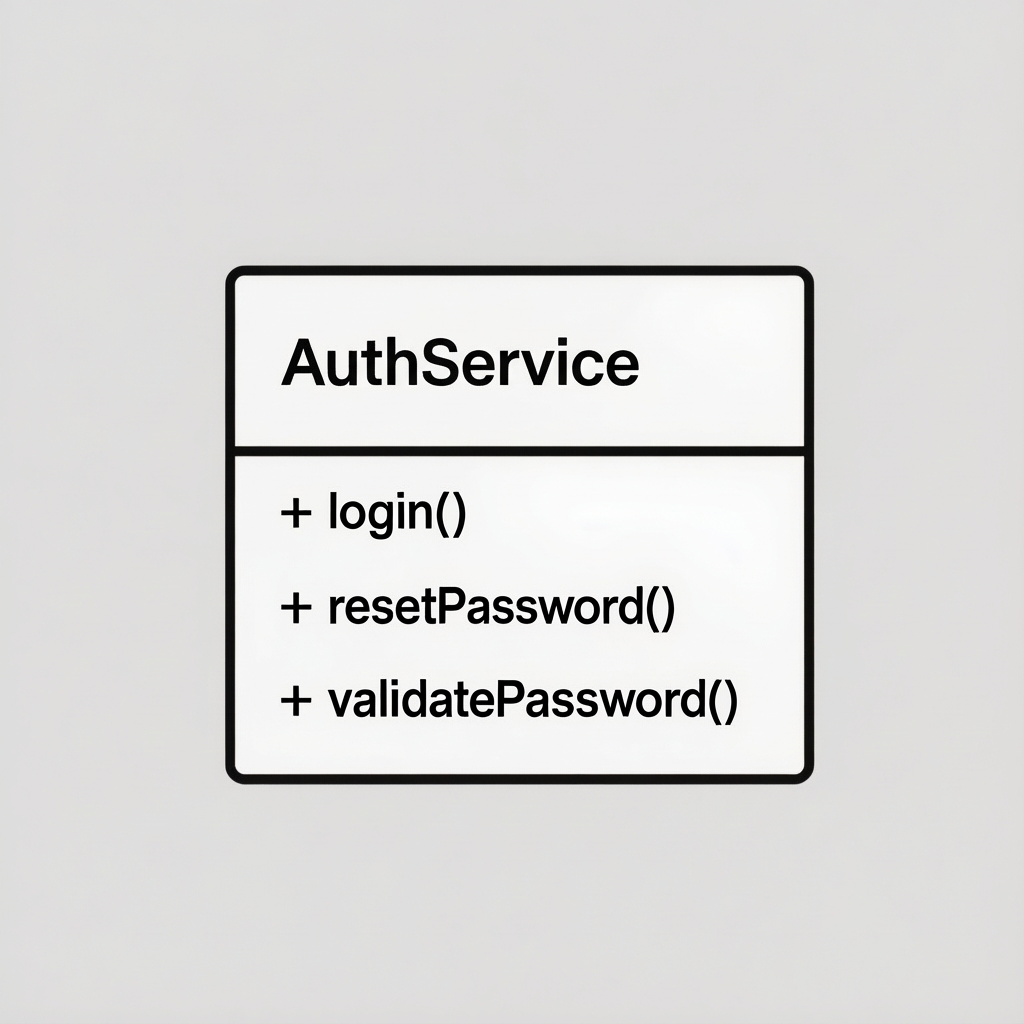 AuthService
+ login()
+ resetPassword()
+ validatePassword()